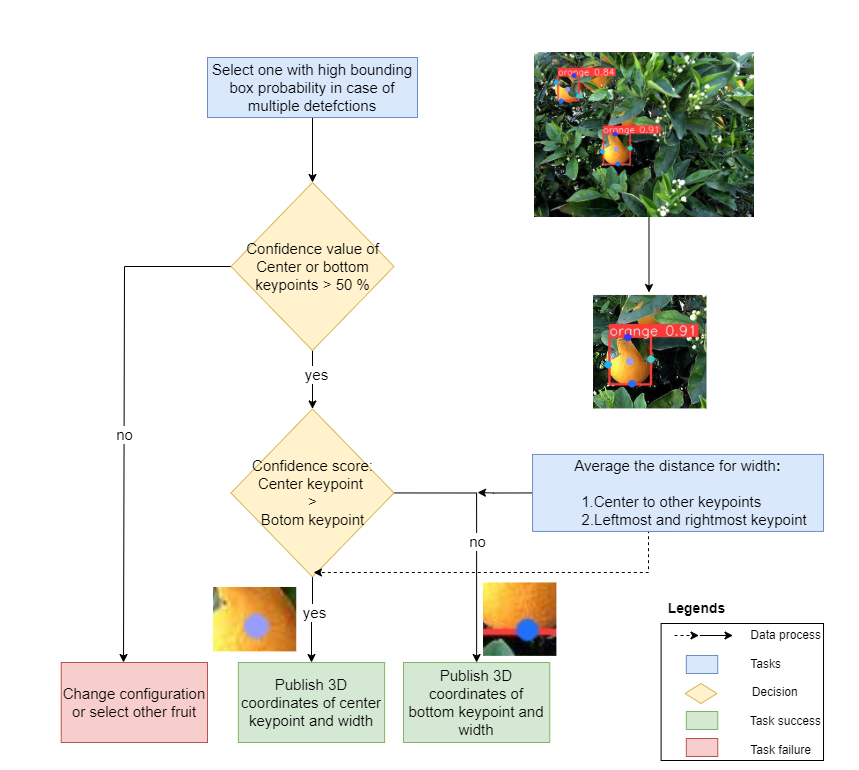 Select one with high bounding
box probability in case of
multiple detefctions
orange 0.84
orange 0.91
Confidence value of
Center or bottom
keypoints > 50 %
orange 0.91
yes
no
Confidence score:
Center keypoint
>
Botom keypoint
Average the distance for width:
1.Center to other keypoints
2.Leftmost and rightmost keypoint
no
yes
Change configuration
or select other fruit
Publish 3D
coordinates of center
keypoint and width
Publish 3D
coordinates of
bottom keypoint and
width
Legends
Data process
Tasks
Decision
Task success
Task failure